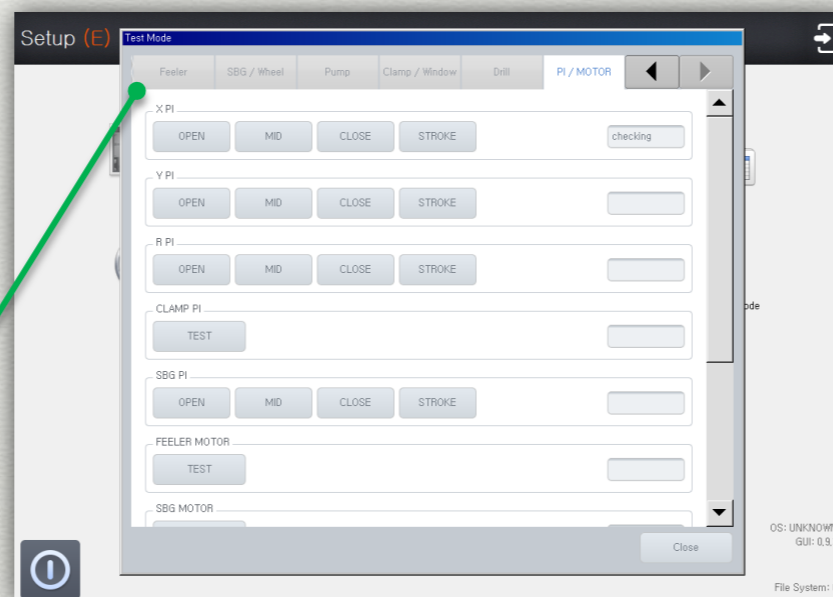 Setup (E)
Test Mode
Feeler SBG / Wheel Pump Clamp / Window Drill PI / MOTOR
X PI
OPEN MID CLOSE STROKE checking
Y PI
OPEN MID CLOSE STROKE
R PI
OPEN MID CLOSE STROKE
CLAMP PI
TEST
SBG PI
OPEN MID CLOSE STROKE
FEELER MOTOR
TEST
SBG MOTOR
Close
OS: UNKNOWN
GUI: 0,9,
File System: